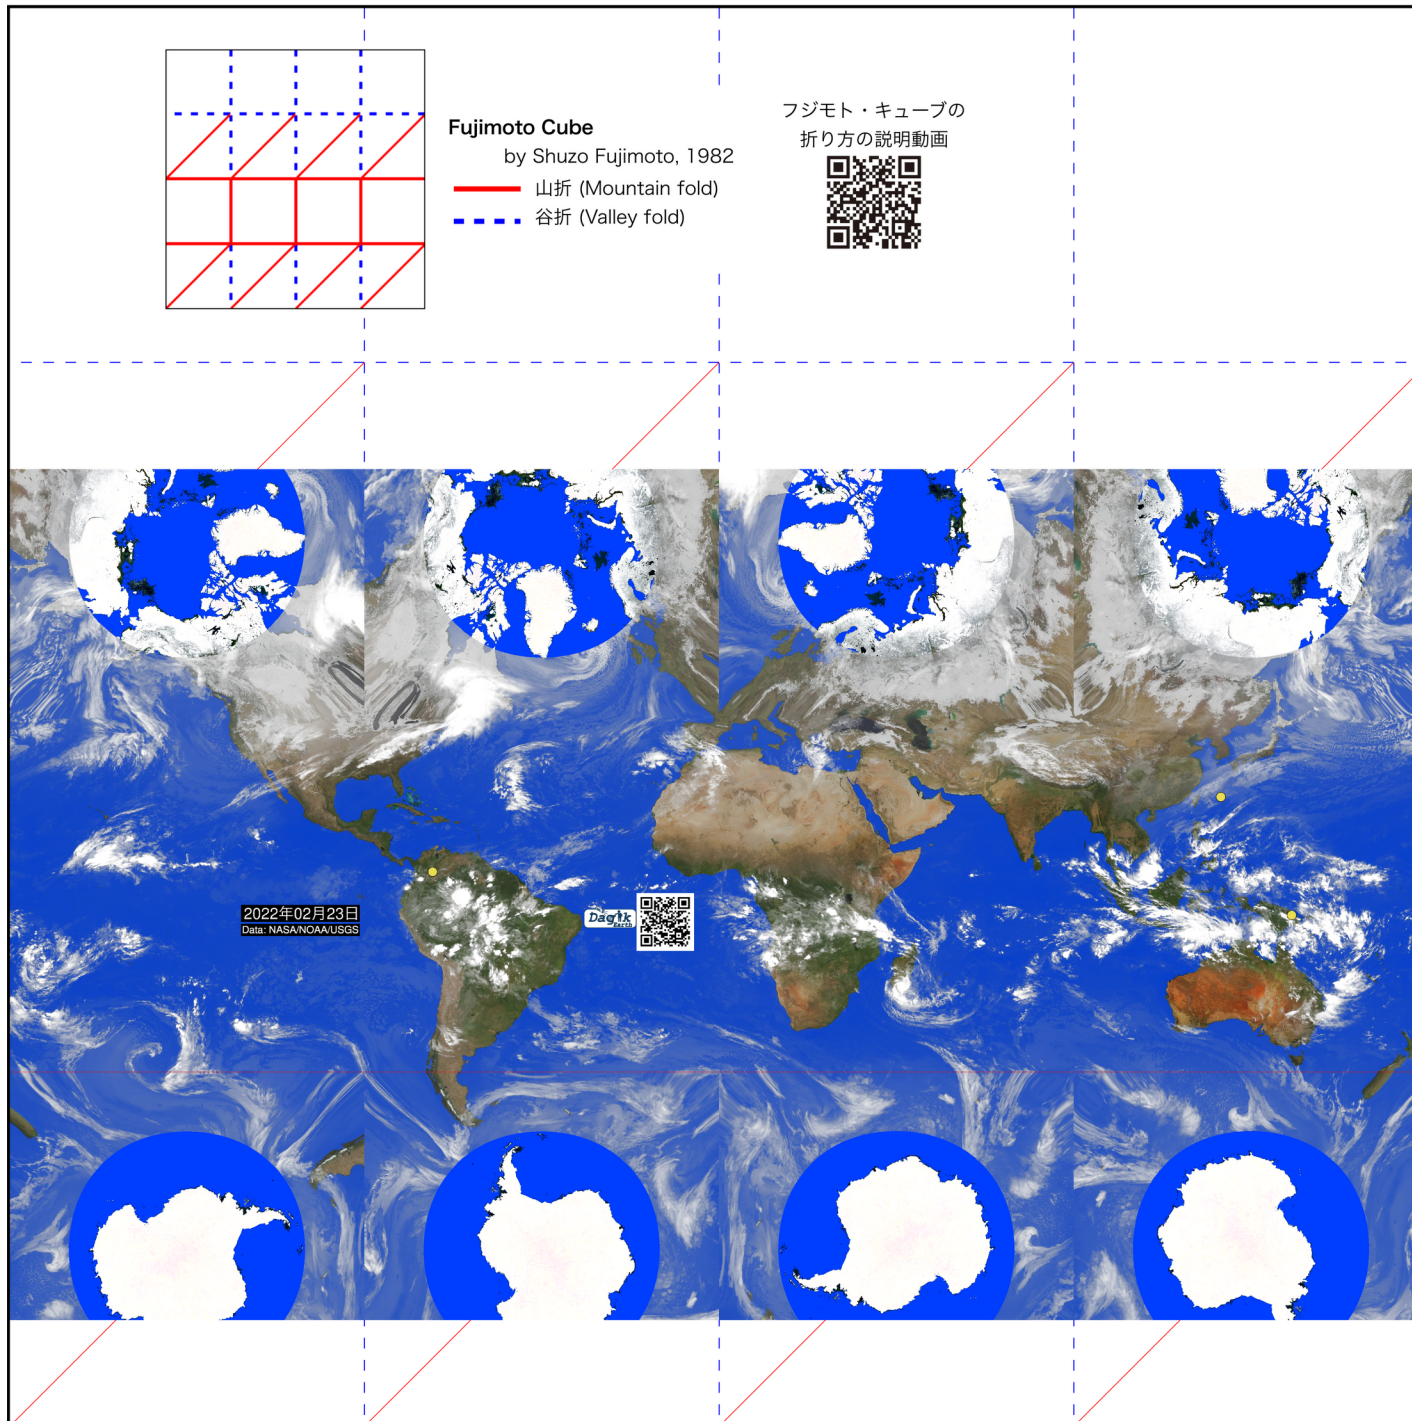 Fujimoto Cube
by Shuzo Fujimoto, 1982
山折 (Mountain fold)
谷折 (Valley fold)
フジモト・キューブの
折り方の説明動画
2022年02月23日
Data: NASA/NOAA/USGS
Dagik
Earth